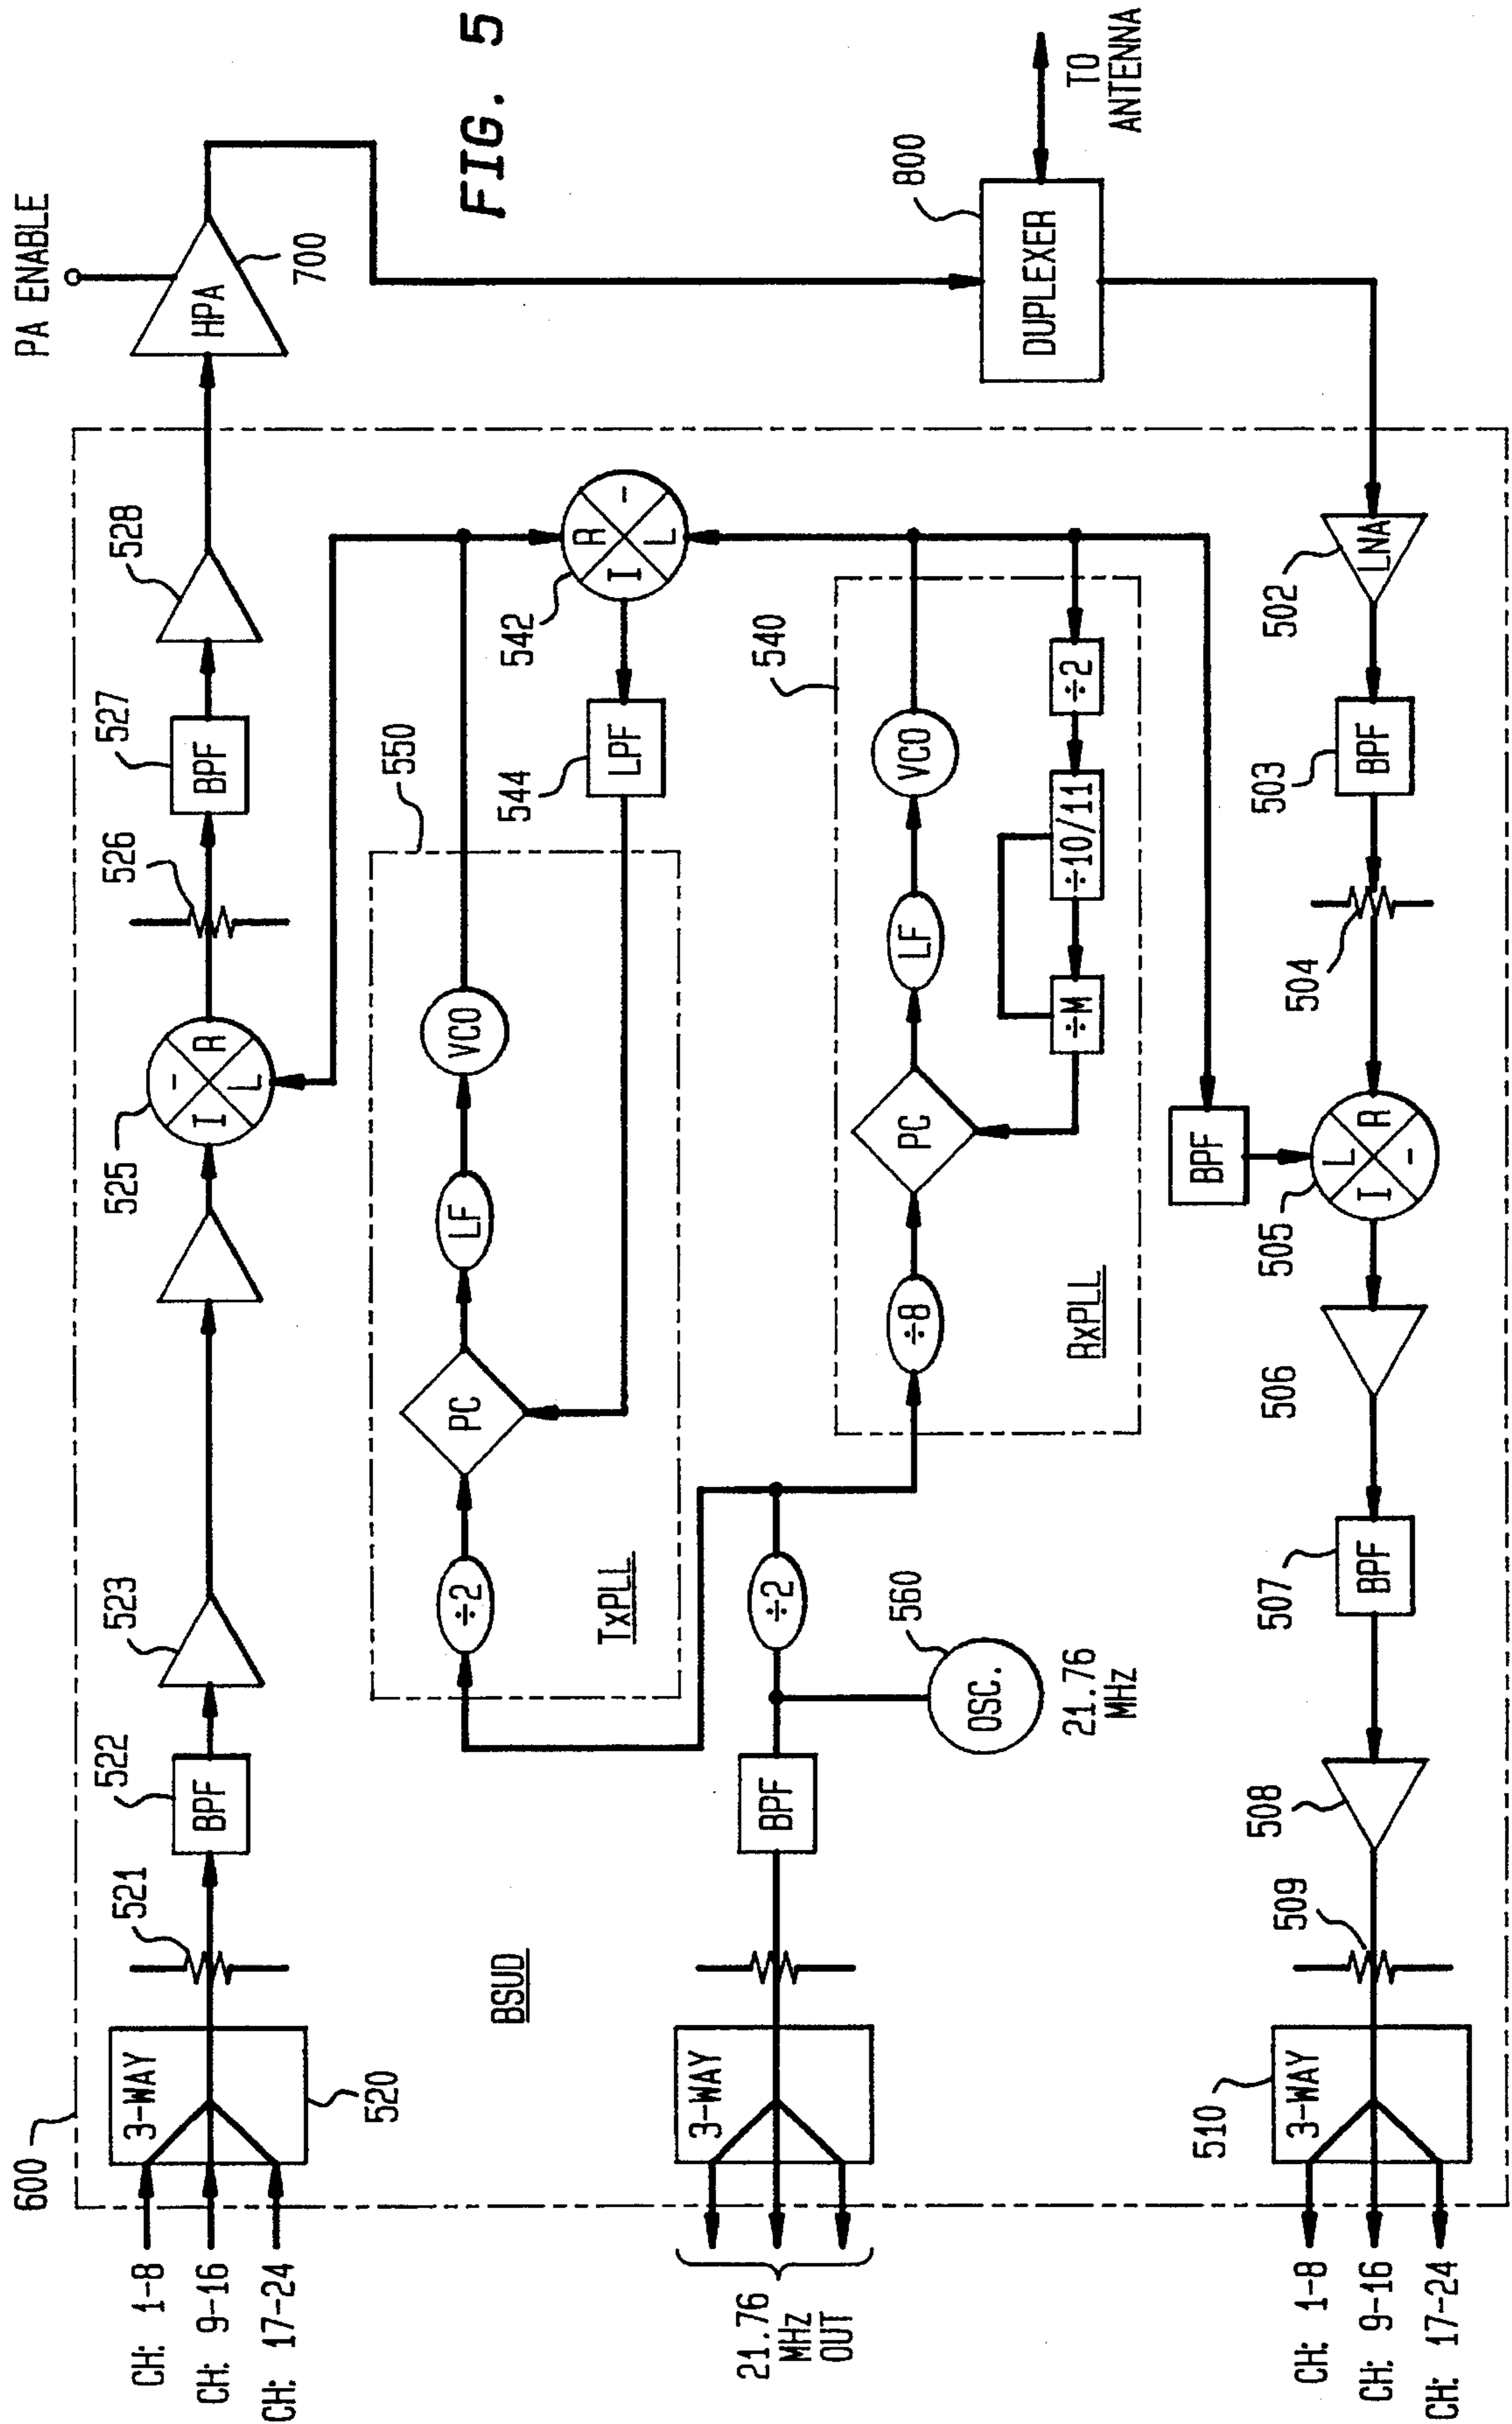 FIG. 5
PA ENABLE
HPA
700
528
527
BPF
526
R
I
L
-
525
523
522
BPF
521
3-WAY
520
600
CH: 1-8
CH: 9-16
CH: 17-24
550
VCO
LF
PC
÷2
TxPLL
542
R
I
L
-
544
LPF
BSUD
÷2
560
OSC.
21.76
MHz
BPF
3-WAY
21.76
MHz
OUT
540
VCO
LF
PC
÷8
÷2
÷10/11
÷M
RxPLL
BPF
800
DUPLEXER
TO
ANTENNA
502
LNA
503
BPF
504
505
L
R
I
-
506
507
BPF
508
509
510
3-WAY
CH: 1-8
CH: 9-16
CH: 17-24